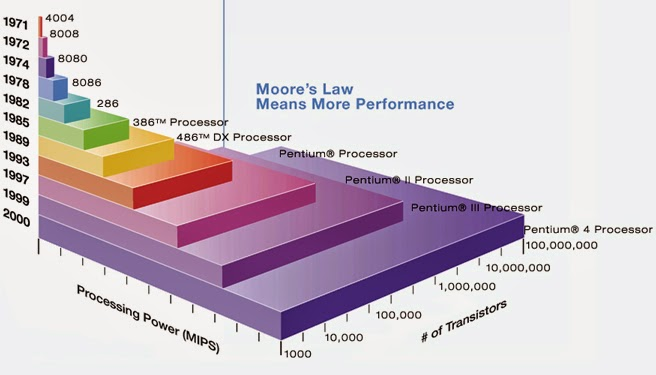 Moore's Law
Means More Performance
1971
4004
1972
8008
1974
8080
1978
8086
1982
286
1985
386™ Processor
1989
486™ DX Processor
1993
Pentium® Processor
1997
Pentium® II Processor
1999
Pentium® III Processor
2000
Pentium® 4 Processor
100,000,000
10,000,000
1,000,000
100,000
10,000
1000
Processing Power (MIPS)
# of Transistors